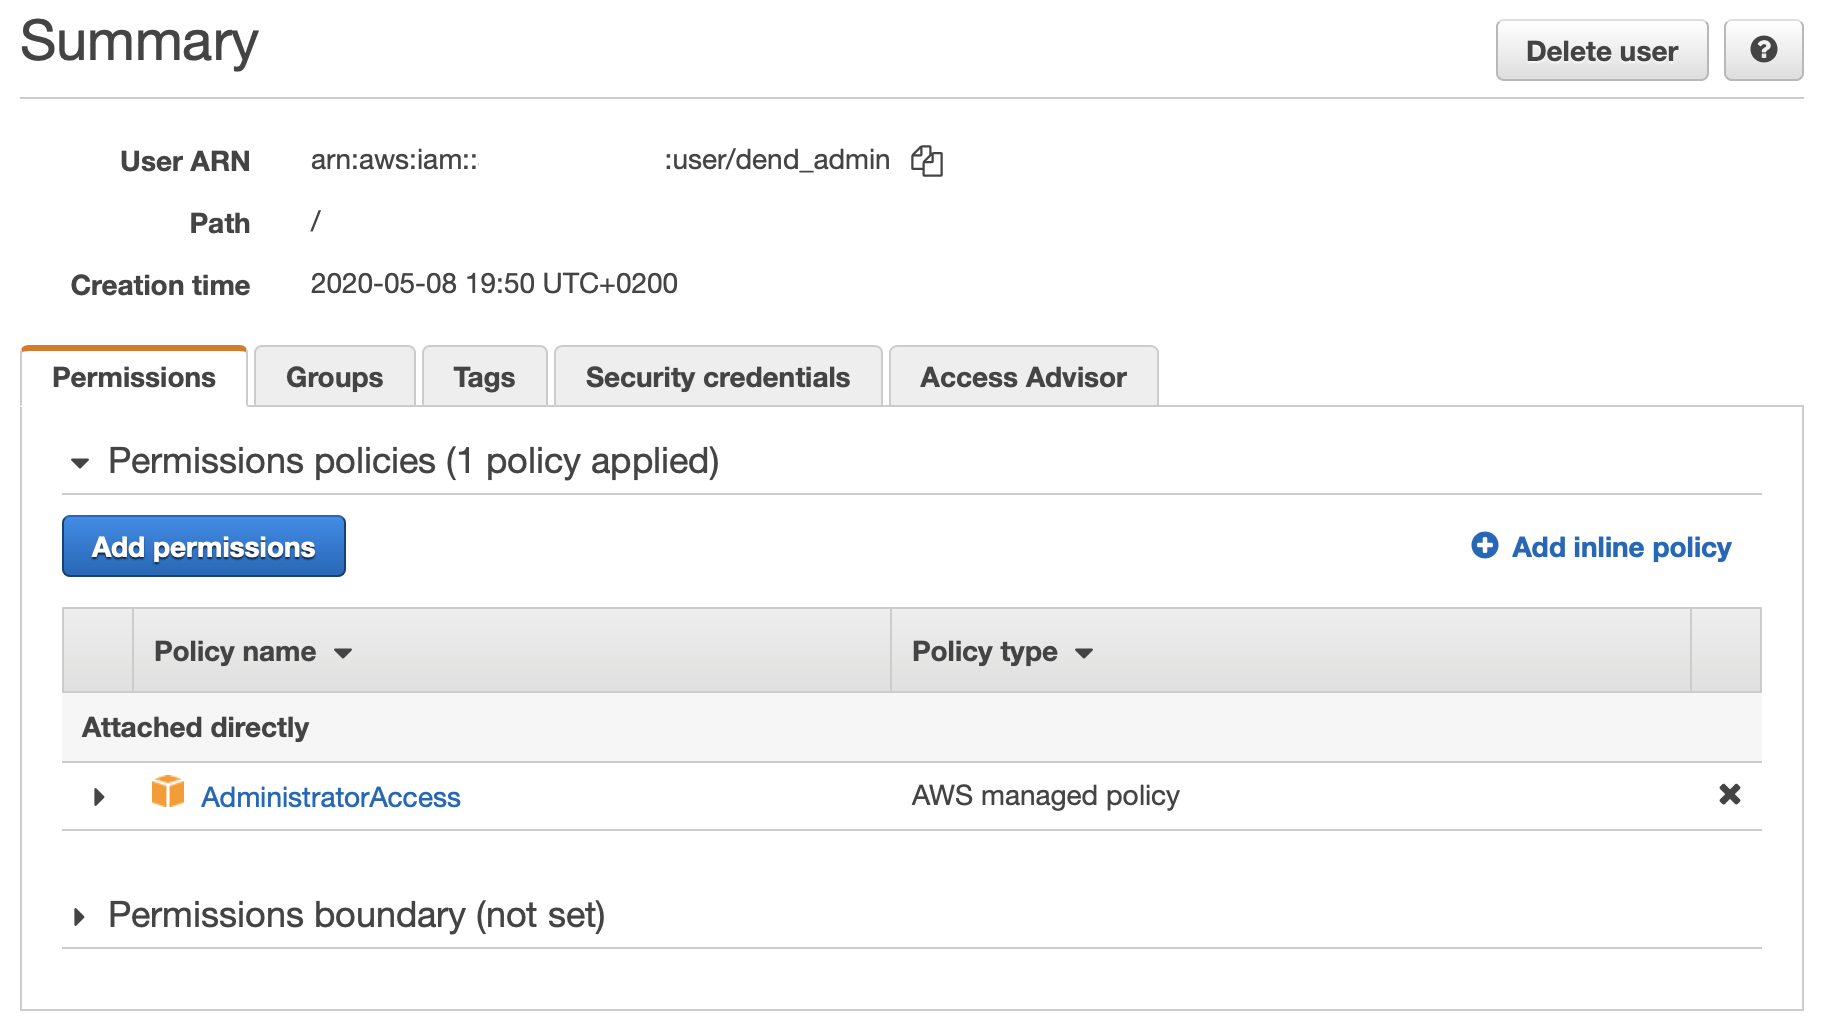 Summary
Delete user
User ARN arn:aws:iam:: :user/dend_admin
Path /
Creation time 2020-05-08 19:50 UTC+0200
Permissions Groups Tags Security credentials Access Advisor
Permissions policies (1 policy applied)
Add permissions Add inline policy
Policy name Policy type
Attached directly
AdministratorAccess AWS managed policy
Permissions boundary (not set)